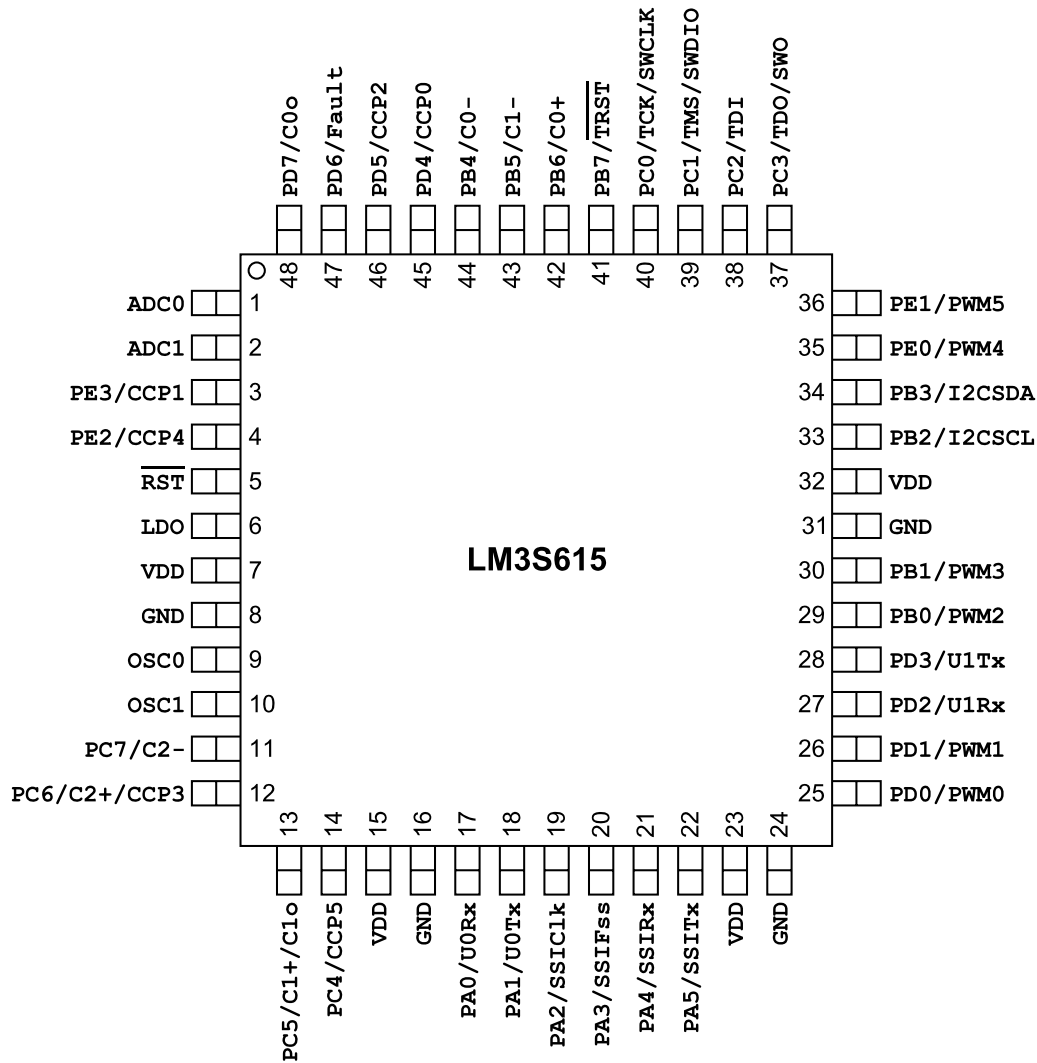 PD7/C0o
PD6/Fault
PD5/CCP2
PD4/CCP0
PB4/C0-
PB5/C1-
PB6/C0+
PB7/TRST
PC0/TCK/SWCLK
PC1/TMS/SWDIO
PC2/TDI
PC3/TDO/SWO
48
47
46
45
44
43
42
41
40
39
38
37
ADC0 1
ADC1 2
PE3/CCP1 3
PE2/CCP4 4
RST 5
LDO 6
VDD 7
GND 8
OSC0 9
OSC1 10
PC7/C2- 11
PC6/C2+/CCP3 12
LM3S615
36 PE1/PWM5
35 PE0/PWM4
34 PB3/I2CSDA
33 PB2/I2CSCL
32 VDD
31 GND
30 PB1/PWM3
29 PB0/PWM2
28 PD3/U1Tx
27 PD2/U1Rx
26 PD1/PWM1
25 PD0/PWM0
13
14
15
16
17
18
19
20
21
22
23
24
PC5/C1+/C1o
PC4/CCP5
VDD
GND
PA0/U0Rx
PA1/U0Tx
PA2/SSIClk
PA3/SSIFss
PA4/SSIRx
PA5/SSITx
VDD
GND